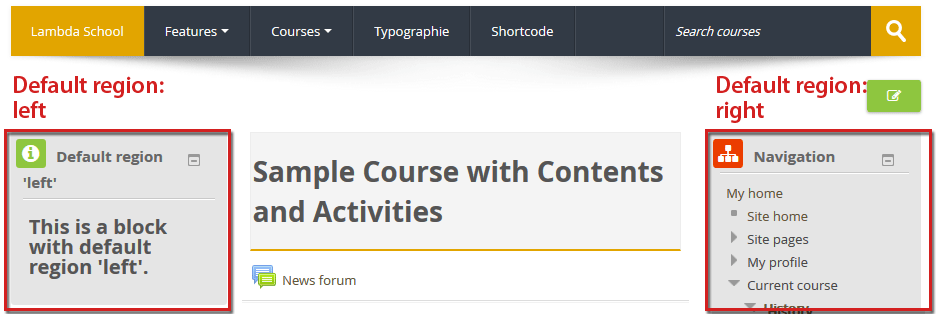 Lambda School Features Courses Typographie Shortcode Search courses
Default region:
left
Default region:
right
Default region
'left'
This is a block
with default
region 'left'.
Sample Course with Contents
and Activities
News forum
Navigation
My home
Site home
Site pages
My profile
Current course
History